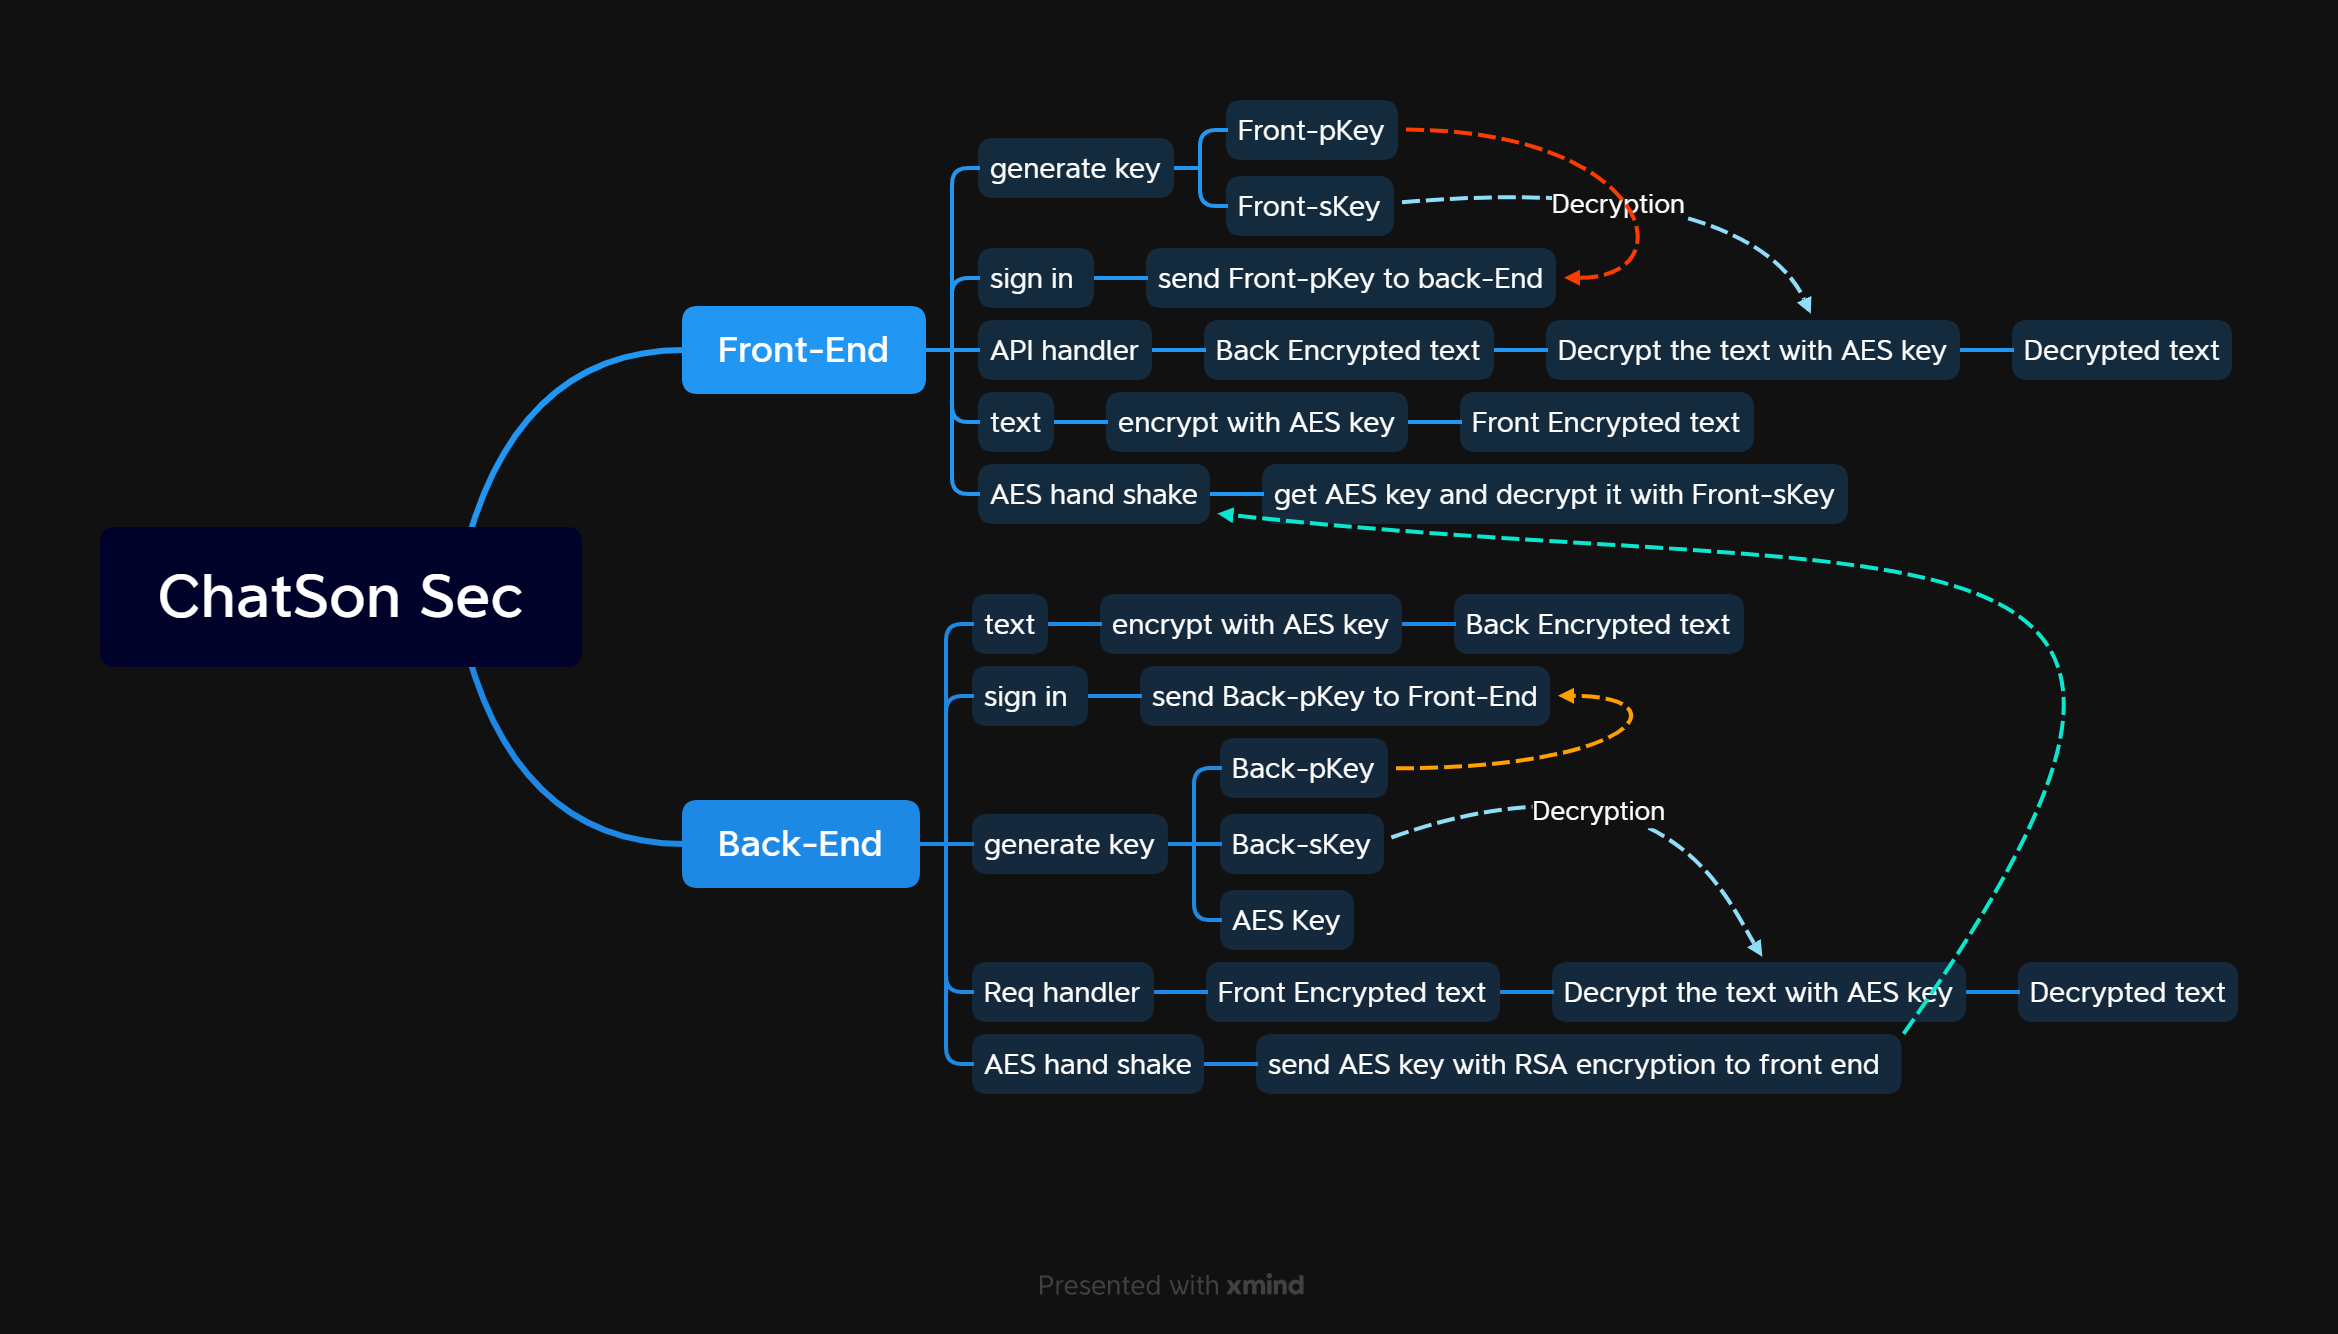 ChatSon Sec
Front-End
generate key
Front-pKey
Front-sKey
Decryption
sign in
send Front-pKey to back-End
API handler
Back Encrypted text
Decrypt the text with AES key
Decrypted text
text
encrypt with AES key
Front Encrypted text
AES hand shake
get AES key and decrypt it with Front-sKey
Back-End
text
encrypt with AES key
Back Encrypted text
sign in
send Back-pKey to Front-End
generate key
Back-pKey
Back-sKey
Decryption
AES Key
Req handler
Front Encrypted text
Decrypt the text with AES key
Decrypted text
AES hand shake
send AES key with RSA encryption to front end
Presented with xmind